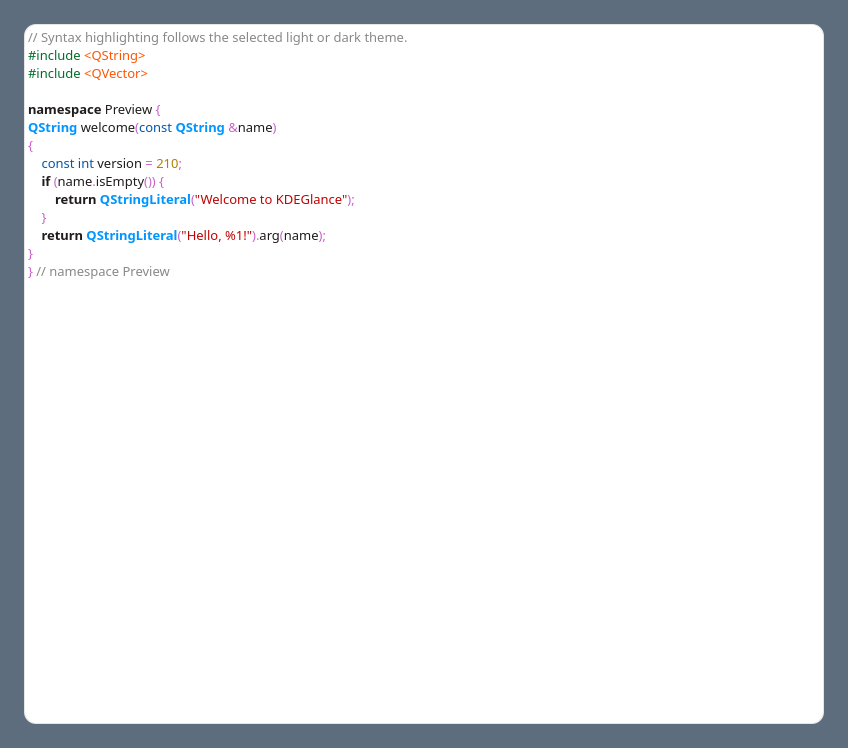 // Syntax highlighting follows the selected light or dark theme.
#include <QString>
#include <QVector>

namespace Preview {
QString welcome(const QString &name)
{
    const int version = 210;
    if (name.isEmpty()) {
        return QStringLiteral("Welcome to KDEGlance");
    }
    return QStringLiteral("Hello, %1!").arg(name);
}
} // namespace Preview